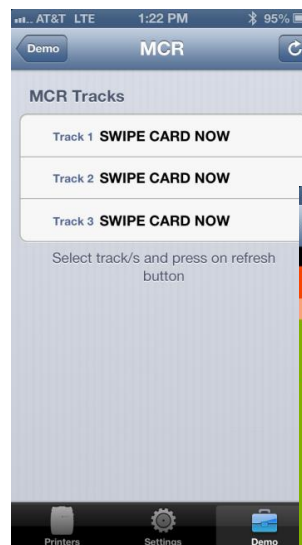 AT&T LTE 1:22 PM 95%
Demo MCR
MCR Tracks
Track 1 SWIPE CARD NOW
Track 2 SWIPE CARD NOW
Track 3 SWIPE CARD NOW
Select track/s and press on refresh
button
Printers Settings Demo